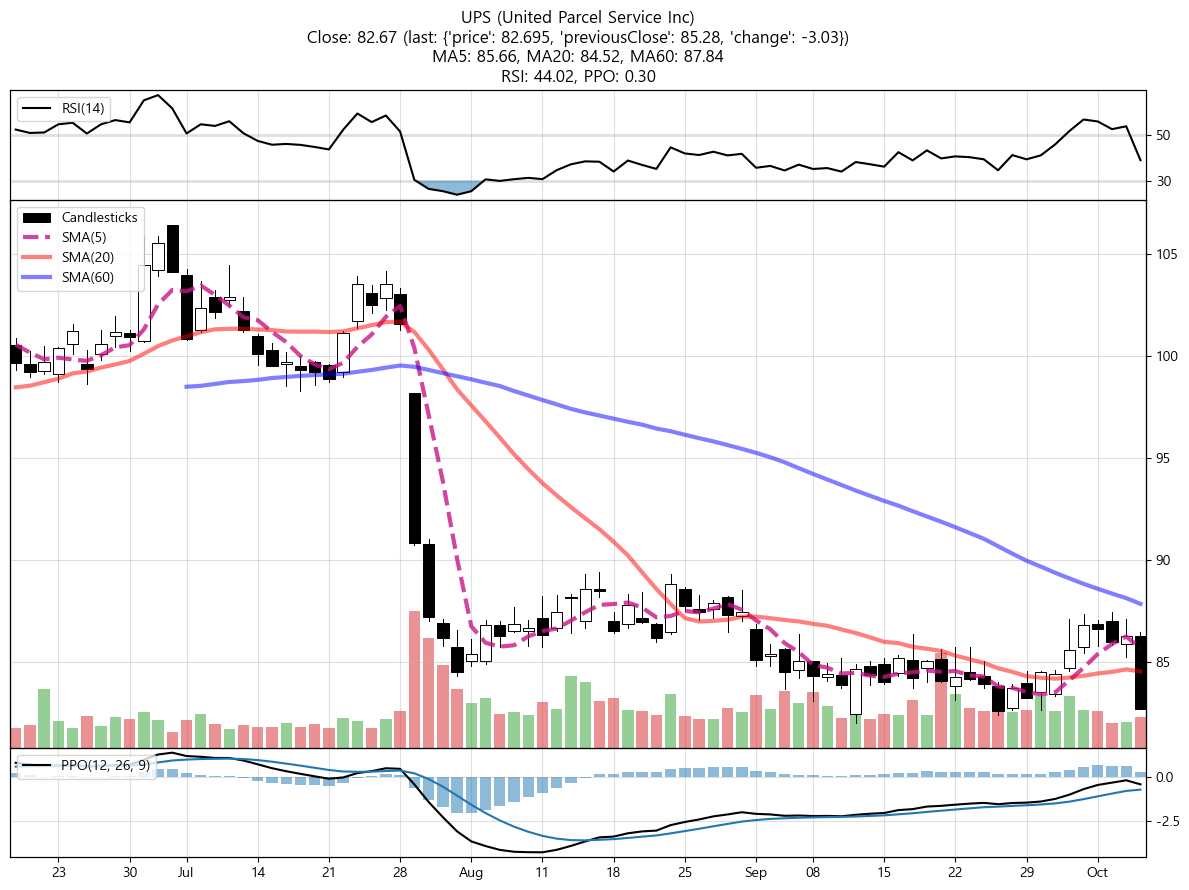 UPS (United Parcel Service Inc)
Close: 82.67 (last: {'price': 82.695, 'previousClose': 85.28, 'change': -3.03})
MA5: 85.66, MA20: 84.52, MA60: 87.84
RSI: 44.02, PPO: 0.30
RSI(14)
50
30
Candlesticks
SMA(5)
SMA(20)
SMA(60)
105
100
95
90
85
PPO(12, 26, 9)
0.0
-2.5
23 30 Jul 14 21 28 Aug 11 18 25 Sep 08 15 22 29 Oct